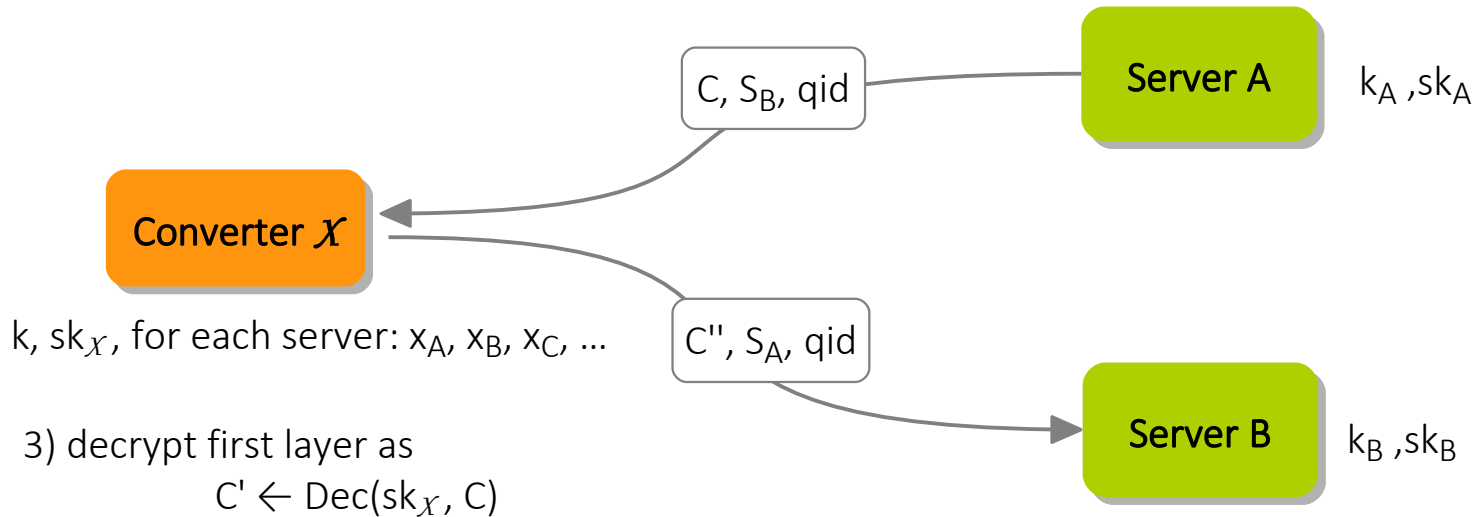 Server A
k_A ,sk_A
C, S_B, qid
Converter 𝒳
k, sk_𝒳, for each server: x_A, x_B, x_C, ...
C'', S_A, qid
Server B
k_B ,sk_B
3) decrypt first layer as
C' ← Dec(sk_𝒳, C)